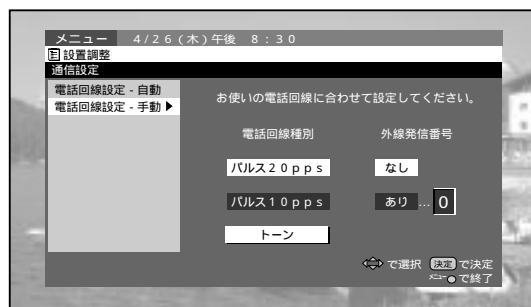 メニュー 4/26(木)午後 8:30
設置調整
通信設定
電話回線設定 - 自動
電話回線設定 - 手動▶
お使いの電話回線に合わせて設定してください。
電話回線種別 外線発信番号
パルス20pps なし
パルス10pps あり … 0
トーン
で選択 決定 で決定
メニュー で終了